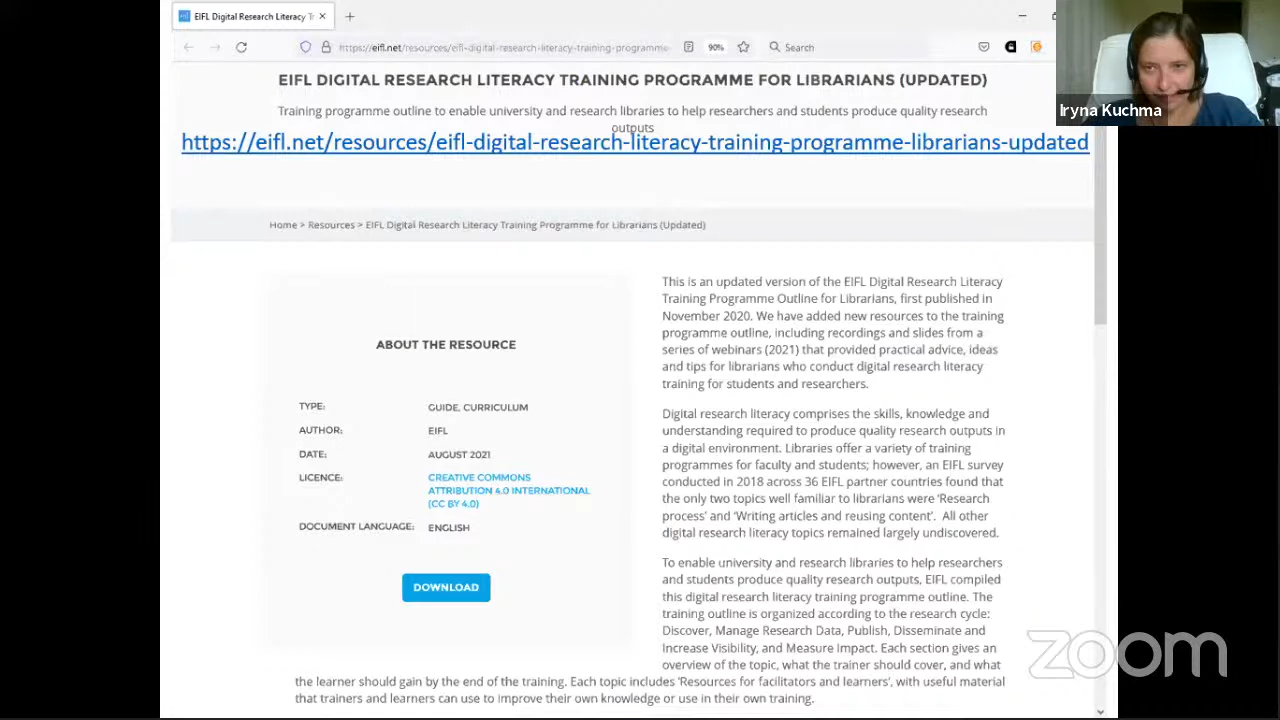 EIFL Digital Research Literacy Tr
https://eifl.net/resources/eifl-digital-research-literacy-training-programme
90%
Search
Iryna Kuchma
EIFL DIGITAL RESEARCH LITERACY TRAINING PROGRAMME FOR LIBRARIANS (UPDATED)
Training programme outline to enable university and research libraries to help researchers and students produce quality research
outputs
https://eifl.net/resources/eifl-digital-research-literacy-training-programme-librarians-updated
Home > Resources > EIFL Digital Research Literacy Training Programme for Librarians (Updated)
ABOUT THE RESOURCE
TYPE: GUIDE, CURRICULUM
AUTHOR: EIFL
DATE: AUGUST 2021
LICENCE: CREATIVE COMMONS
ATTRIBUTION 4.0 INTERNATIONAL
(CC BY 4.0)
DOCUMENT LANGUAGE: ENGLISH
DOWNLOAD
This is an updated version of the EIFL Digital Research Literacy
Training Programme Outline for Librarians, first published in
November 2020. We have added new resources to the training
programme outline, including recordings and slides from a
series of webinars (2021) that provided practical advice, ideas
and tips for librarians who conduct digital research literacy
training for students and researchers.
Digital research literacy comprises the skills, knowledge and
understanding required to produce quality research outputs in
a digital environment. Libraries offer a variety of training
programmes for faculty and students; however, an EIFL survey
conducted in 2018 across 36 EIFL partner countries found that
the only two topics well familiar to librarians were 'Research
process' and 'Writing articles and reusing content'. All other
digital research literacy topics remained largely undiscovered.
To enable university and research libraries to help researchers
and students produce quality research outputs, EIFL compiled
this digital research literacy training programme outline. The
training outline is organized according to the research cycle:
Discover, Manage Research Data, Publish, Disseminate and
Increase Visibility, and Measure Impact. Each section gives an
overview of the topic, what the trainer should cover, and what
the learner should gain by the end of the training. Each topic includes 'Resources for facilitators and learners', with useful material
that trainers and learners can use to improve their own knowledge or use in their own training.
zoom